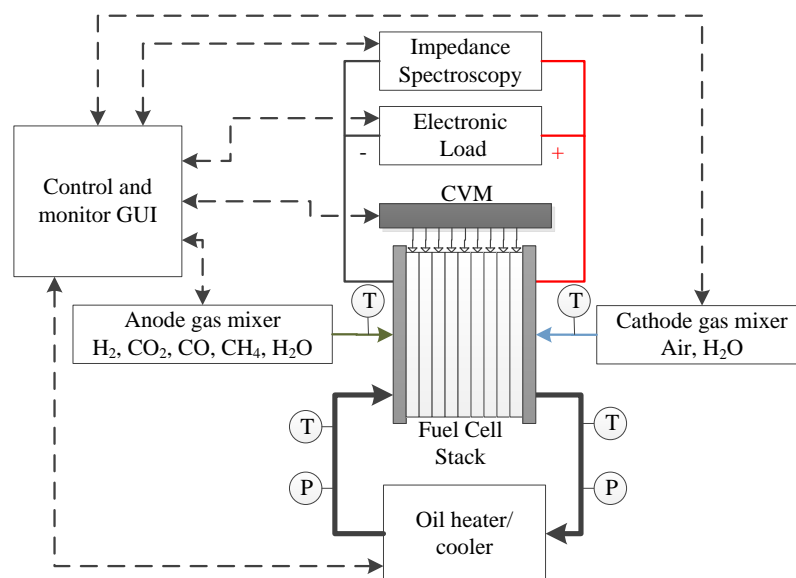 Impedance
Spectroscopy
Electronic
Load
-
+
Control and
monitor GUI
CVM
T
T
Anode gas mixer
H₂, CO₂, CO, CH₄, H₂O
Cathode gas mixer
Air, H₂O
T
T
Fuel Cell
Stack
P
P
Oil heater/
cooler